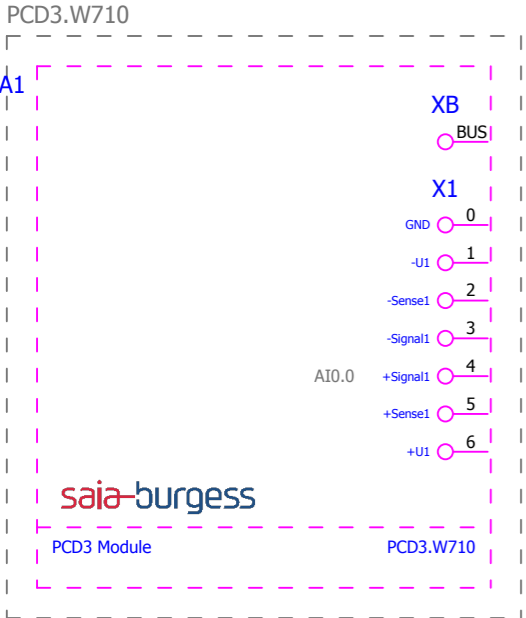 PCD3.W710
A1
XB
BUS
X1
GND 0
-U1 1
-Sense1 2
-Signal1 3
AI0.0 +Signal1 4
+Sense1 5
+U1 6
saia-burgess
PCD3 Module PCD3.W710